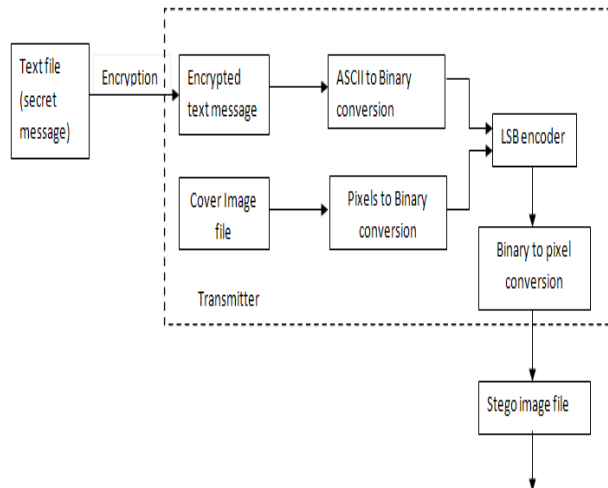 Text file
(secret
message)
Encryption
Encrypted
text message
ASCII to Binary
conversion
LSB encoder
Cover Image
file
Pixels to Binary
conversion
Binary to pixel
conversion
Transmitter
Stego image file